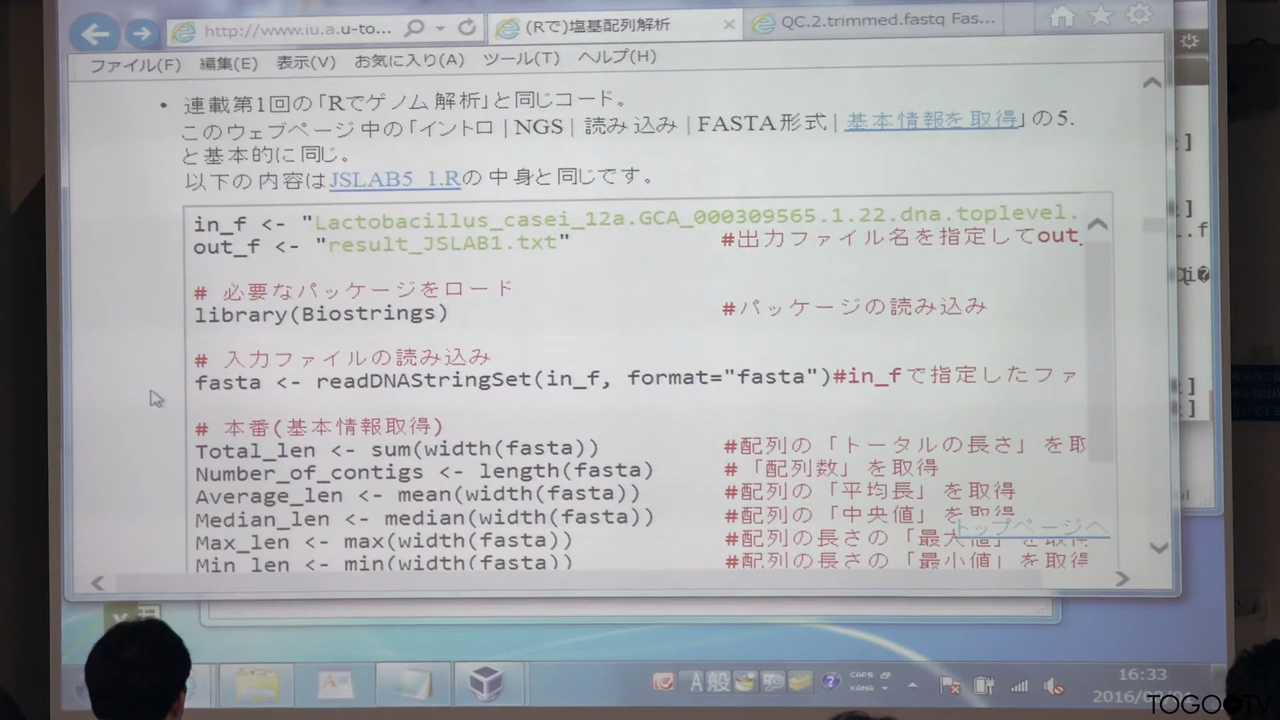 http://www.iu.a.u-to...
(Rで)塩基配列解析
QC.2.trimmed.fastq Fas...
ファイル(F) 編集(E) 表示(V) お気に入り(A) ツール(T) ヘルプ(H)
• 連載第1回の「Rでゲノム解析」と同じコード。
このウェブページ中の「イントロ | NGS | 読み込み | FASTA形式 | 基本情報を取得」の5.
と基本的に同じ。
以下の内容はJSLAB5_1.Rの中身と同じです。
in_f <- "Lactobacillus_casei_12a.GCA_000309565.1.22.dna.toplevel.
out_f <- "result_JSLAB1.txt" #出力ファイル名を指定してout_
# 必要なパッケージをロード
library(Biostrings) #パッケージの読み込み
# 入力ファイルの読み込み
fasta <- readDNAStringSet(in_f, format="fasta")#in_fで指定したファ
# 本番(基本情報取得)
Total_len <- sum(width(fasta)) #配列の「トータルの長さ」を取
Number_of_contigs <- length(fasta) #「配列数」を取得
Average_len <- mean(width(fasta)) #配列の「平均長」を取得
Median_len <- median(width(fasta)) #配列の「中央値」を取得
トップページへ
Max_len <- max(width(fasta)) #配列の長さの「最大値」を取得
Min_len <- min(width(fasta)) #配列の長さの「最小値」を取得
A般
CAPS
KANA
16:33
TOGOTV